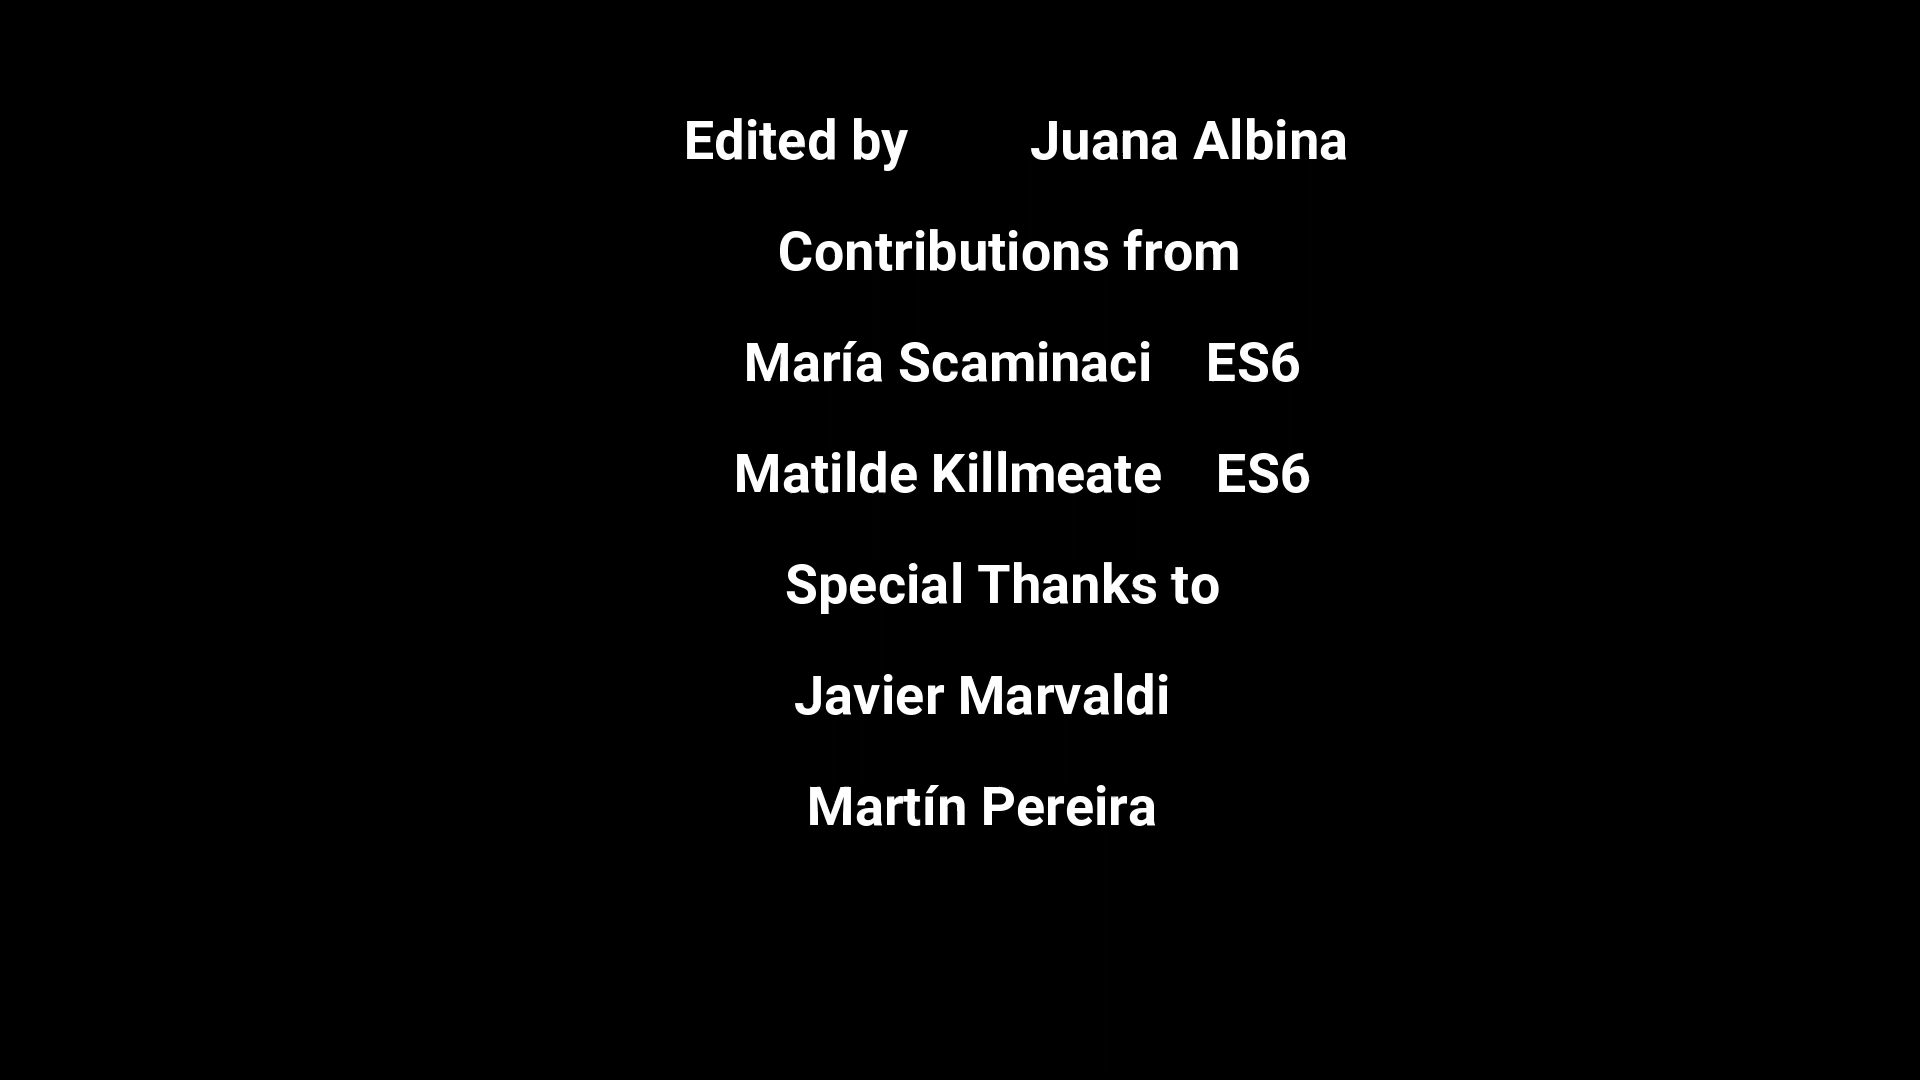 Edited by Juana Albina
Contributions from
María Scaminaci ES6
Matilde Killmeate ES6
Special Thanks to
Javier Marvaldi
Martín Pereira